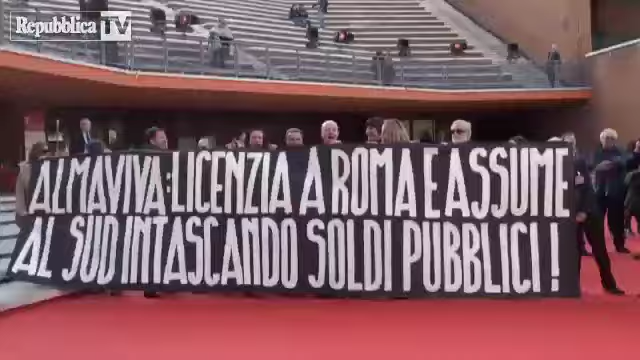 Repubblica TV
ALMAVIVA: LICENZIA A ROMA E ASSUME
AL SUD INTASCANDO SOLDI PUBBLICI!